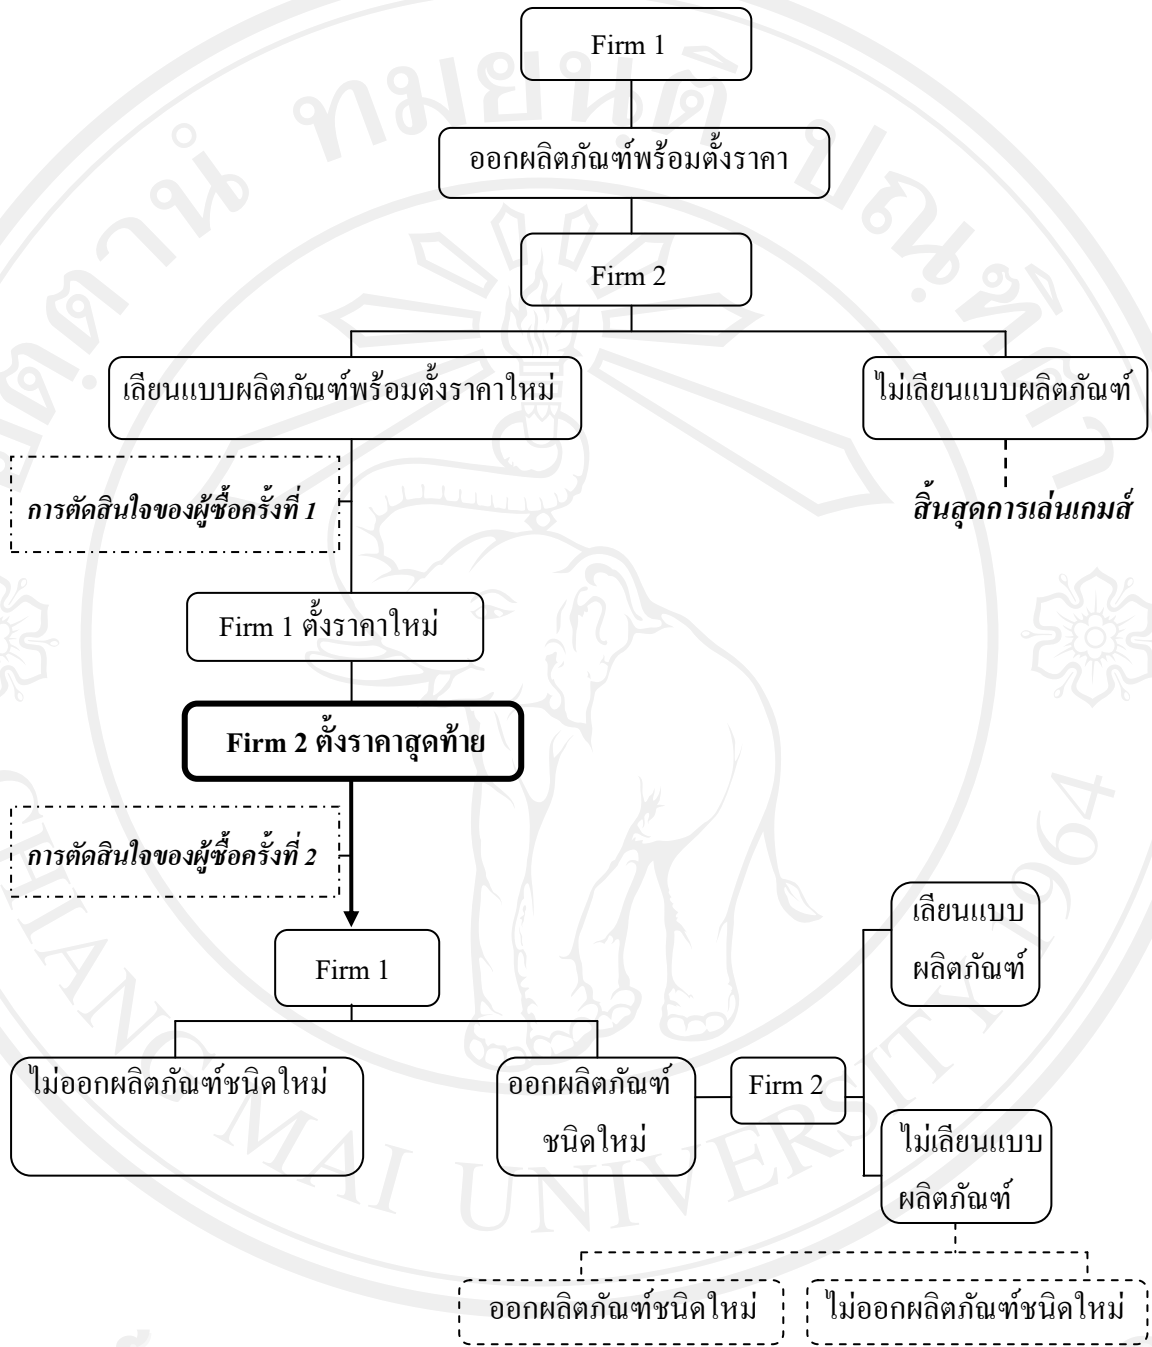 Firm 1
ออกผลิตภัณฑ์พร้อมตั้งราคา
Firm 2
เลียนแบบผลิตภัณฑ์พร้อมตั้งราคาใหม่
ไม่เลียนแบบผลิตภัณฑ์
การตัดสินใจของผู้ซื้อครั้งที่ 1
สิ้นสุดการเล่นเกมส์
Firm 1 ตั้งราคาใหม่
Firm 2 ตั้งราคาสุดท้าย
การตัดสินใจของผู้ซื้อครั้งที่ 2
Firm 1
ไม่ออกผลิตภัณฑ์ชนิดใหม่
ออกผลิตภัณฑ์
ชนิดใหม่
Firm 2
เลียนแบบ
ผลิตภัณฑ์
ไม่เลียนแบบ
ผลิตภัณฑ์
ออกผลิตภัณฑ์ชนิดใหม่
ไม่ออกผลิตภัณฑ์ชนิดใหม่
CHIANG MAI UNIVERSITY 1964